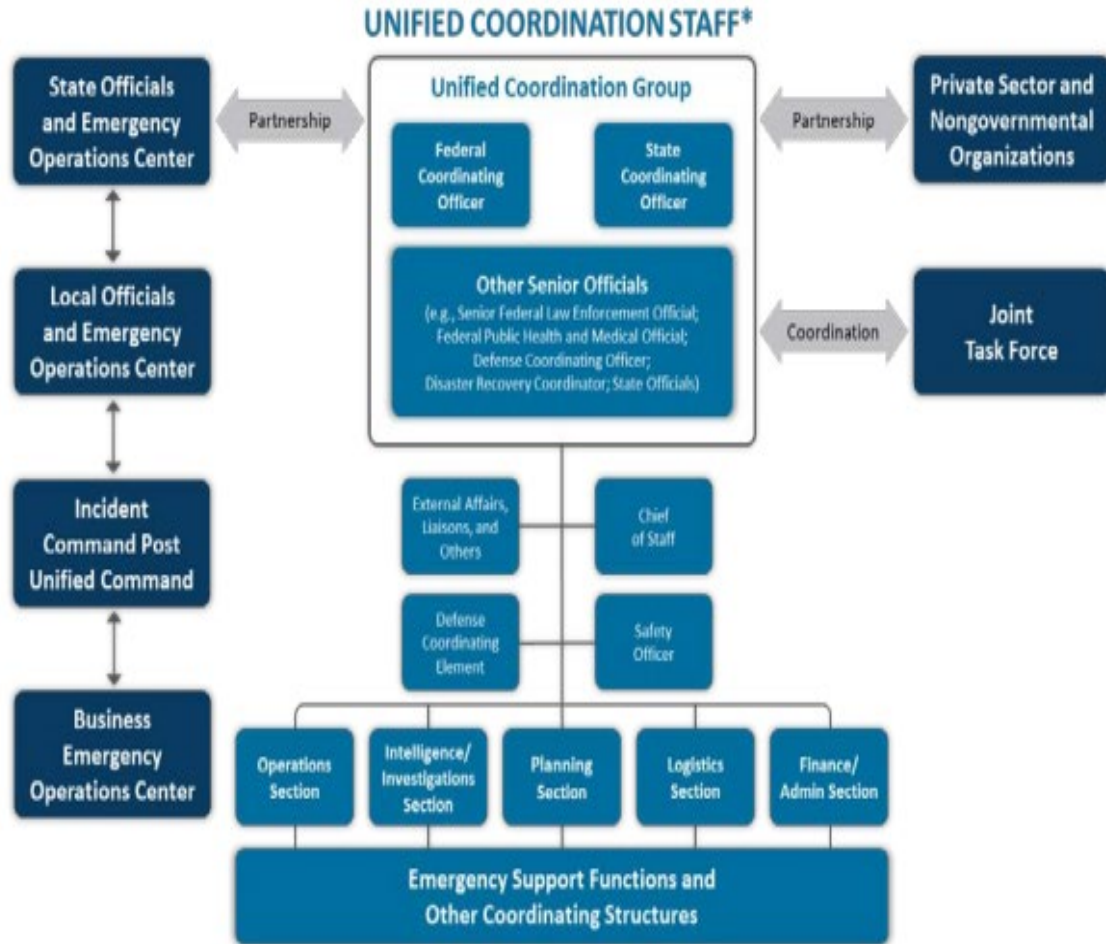 UNIFIED COORDINATION STAFF*
State Officials
and Emergency
Operations Center
Partnership
Unified Coordination Group
Federal
Coordinating
Officer
State
Coordinating
Officer
Other Senior Officials
(e.g., Senior Federal Law Enforcement Official;
Federal Public Health and Medical Official;
Defense Coordinating Officer;
Disaster Recovery Coordinator; State Officials)
Partnership
Private Sector and
Nongovernmental
Organizations
Coordination
Joint
Task Force
Local Officials
and Emergency
Operations Center
Incident
Command Post
Unified Command
Business
Emergency
Operations Center
External Affairs,
Liaisons, and
Others
Chief
of Staff
Defense
Coordinating
Element
Safety
Officer
Operations
Section
Intelligence/
Investigations
Section
Planning
Section
Logistics
Section
Finance/
Admin Section
Emergency Support Functions and
Other Coordinating Structures